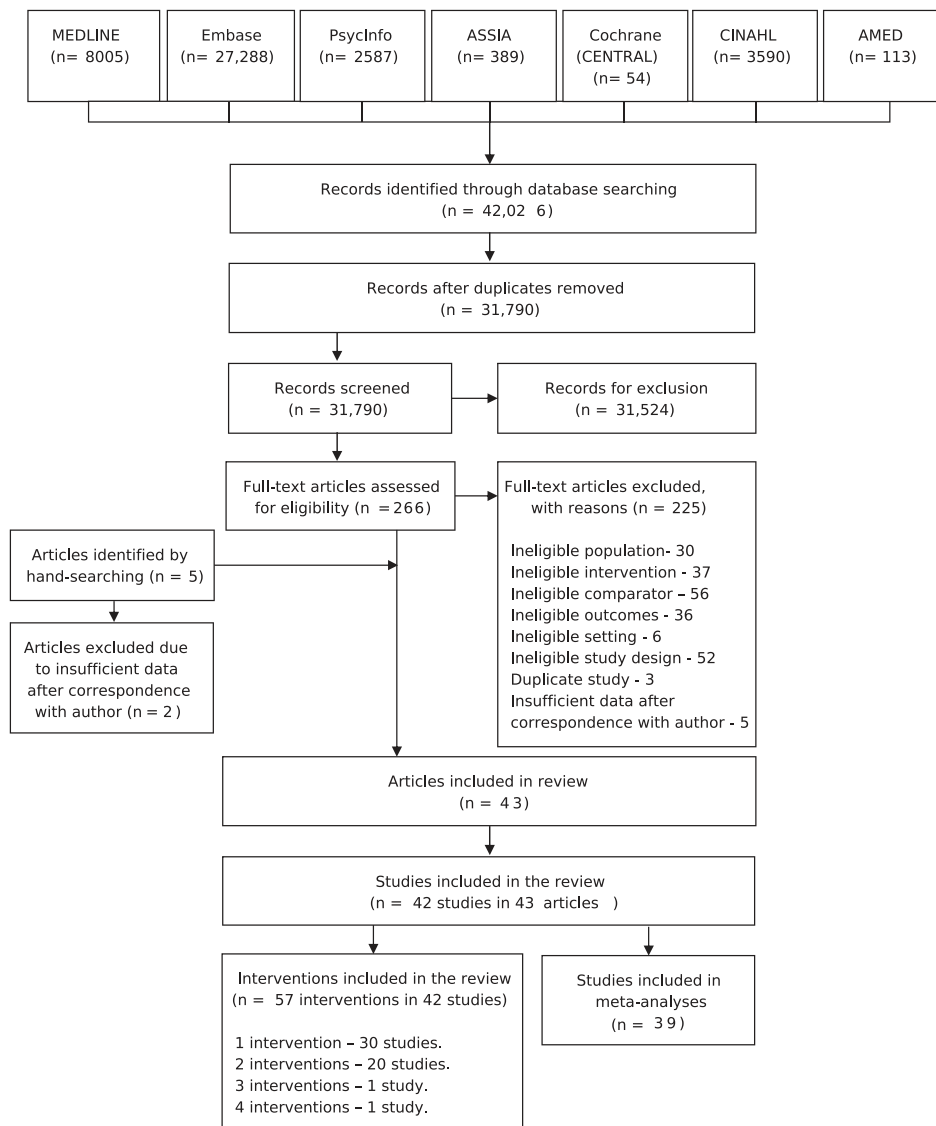 MEDLINE
(n= 8005)
Embase
(n= 27,288)
PsycInfo
(n= 2587)
ASSIA
(n= 389)
Cochrane
(CENTRAL)
(n= 54)
CINAHL
(n= 3590)
AMED
(n= 113)
Records identified through database searching
(n = 42,02 6)
Records after duplicates removed
(n = 31,790)
Records screened
(n = 31,790)
Records for exclusion
(n = 31,524)
Full-text articles assessed
for eligibility (n =266)
Full-text articles excluded,
with reasons (n = 225)
Ineligible population- 30
Ineligible intervention - 37
Ineligible comparator – 56
Ineligible outcomes - 36
Ineligible setting - 6
Ineligible study design - 52
Duplicate study - 3
Insufficient data after
correspondence with author - 5
Articles identified by
hand-searching (n = 5)
Articles excluded due
to insufficient data
after correspondence
with author (n = 2 )
Articles included in review
(n = 4 3)
Studies included in the review
(n = 42 studies in 43 articles )
Interventions included in the review
(n = 57 interventions in 42 studies)
1 intervention – 30 studies.
2 interventions – 20 studies.
3 interventions – 1 study.
4 interventions – 1 study.
Studies included in
meta-analyses
(n = 3 9 )